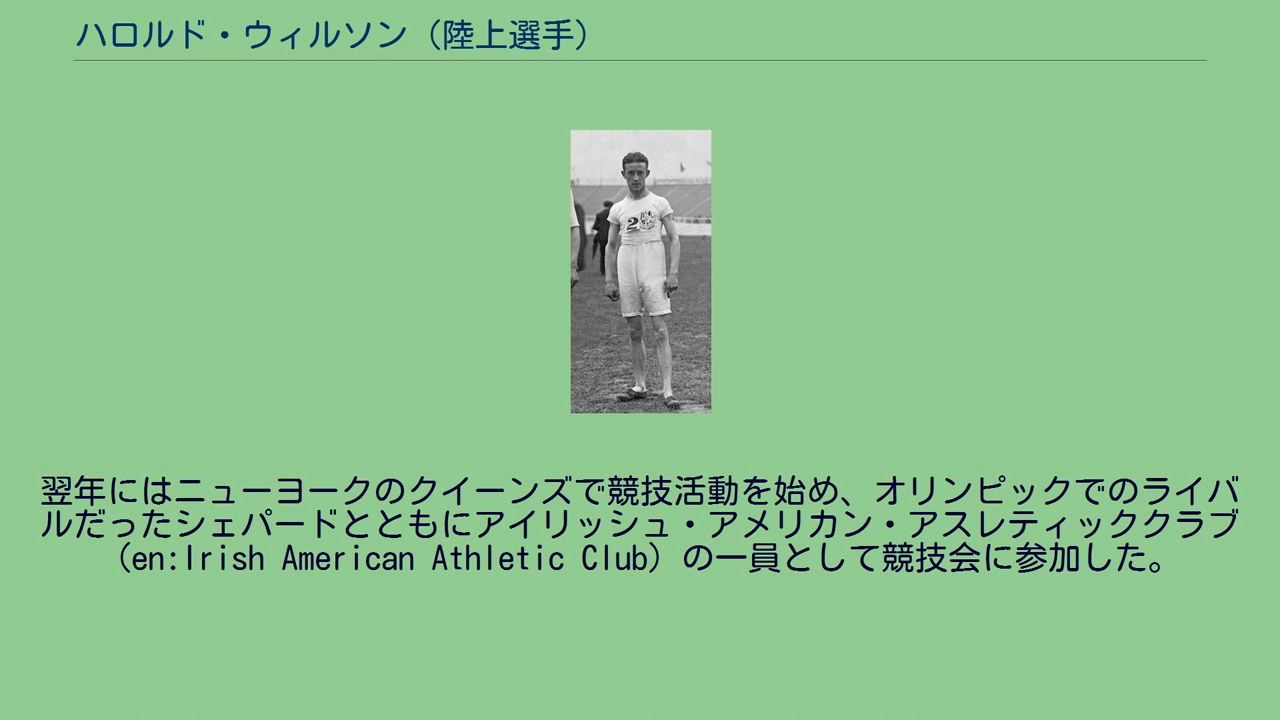 ハロルド・ウィルソン（陸上選手）
2
翌年にはニューヨークのクイーンズで競技活動を始め、オリンピックでのライバ
ルだったシェパードとともにアイリッシュ・アメリカン・アスレティッククラブ
（en:Irish American Athletic Club）の一員として競技会に参加した。